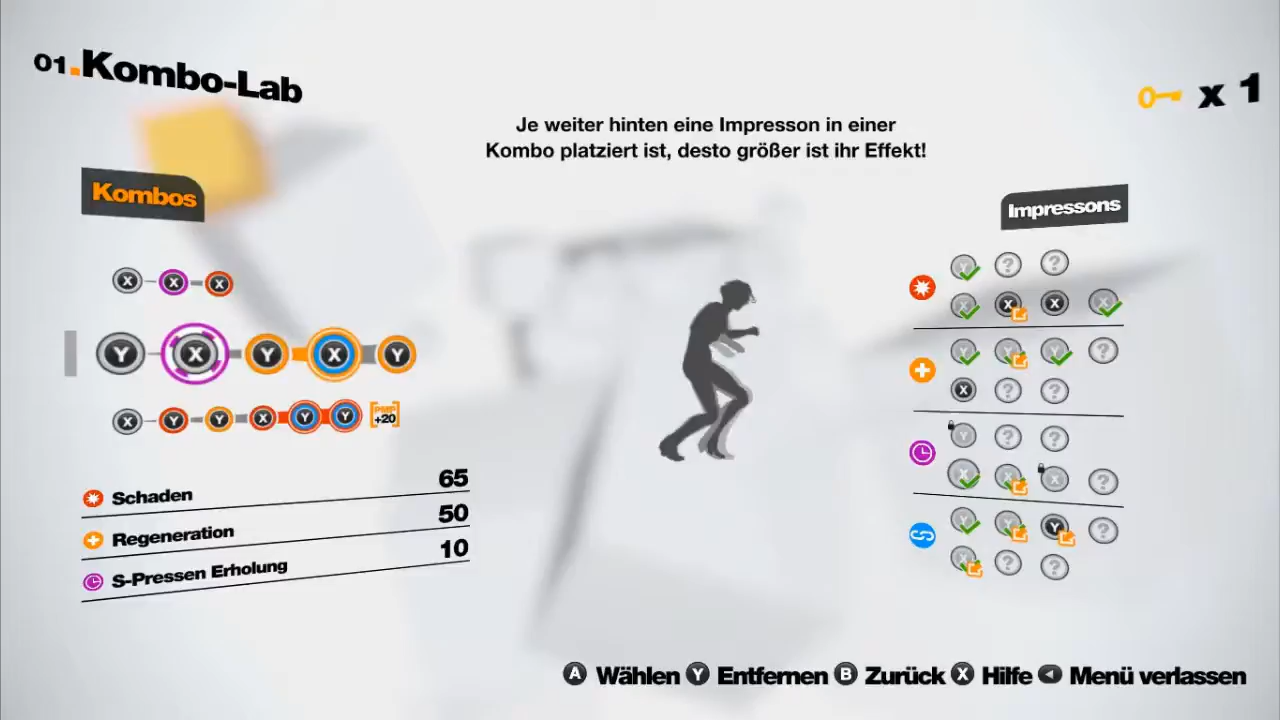 01.Kombo-Lab
x 1
Je weiter hinten eine Impresson in einer
Kombo platziert ist, desto größer ist ihr Effekt!
Kombos
Impressons
X X X
Y X Y X Y
X Y Y X Y Y PMP +20
Y ? ?
X X X X
Y Y Y ?
X ? ?
Y ? ?
X X X ?
Y Y Y ?
X ? ?
Schaden 65
Regeneration 50
S-Pressen Erholung 10
A Wählen Y Entfernen B Zurück X Hilfe Menü verlassen